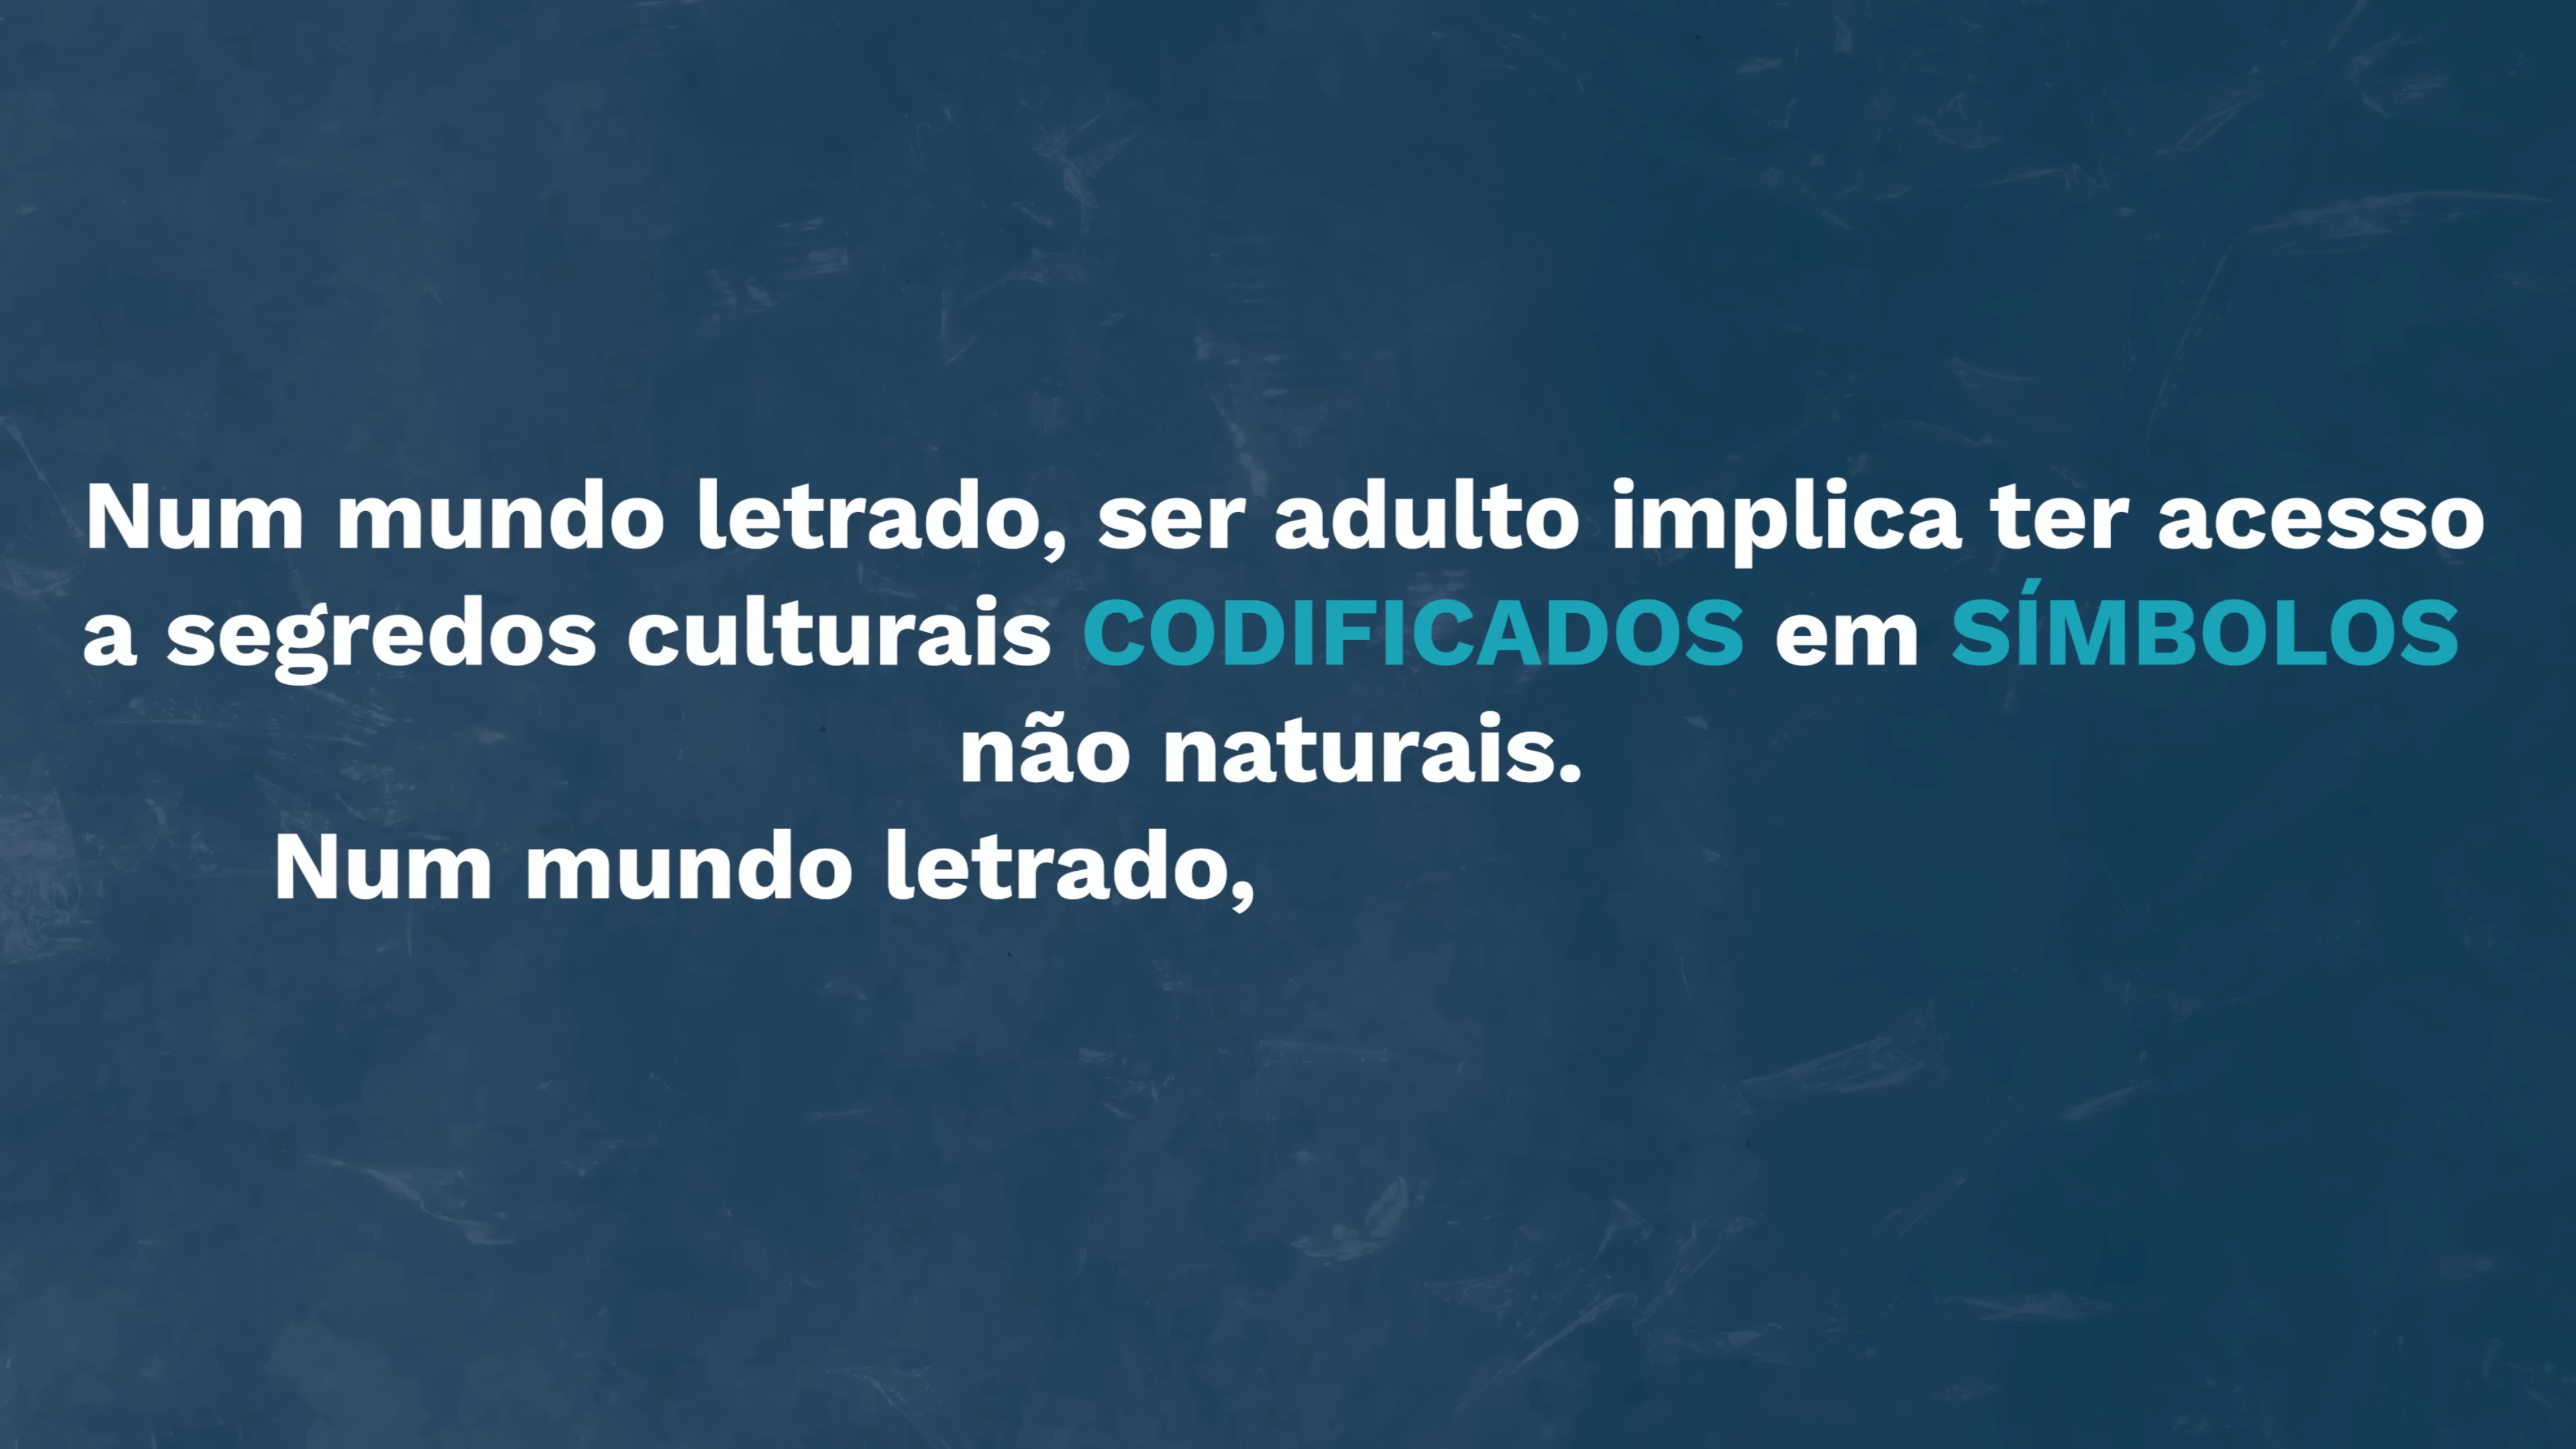 Num mundo letrado, ser adulto implica ter acesso
a segredos culturais CODIFICADOS em SÍMBOLOS
não naturais.
Num mundo letrado,